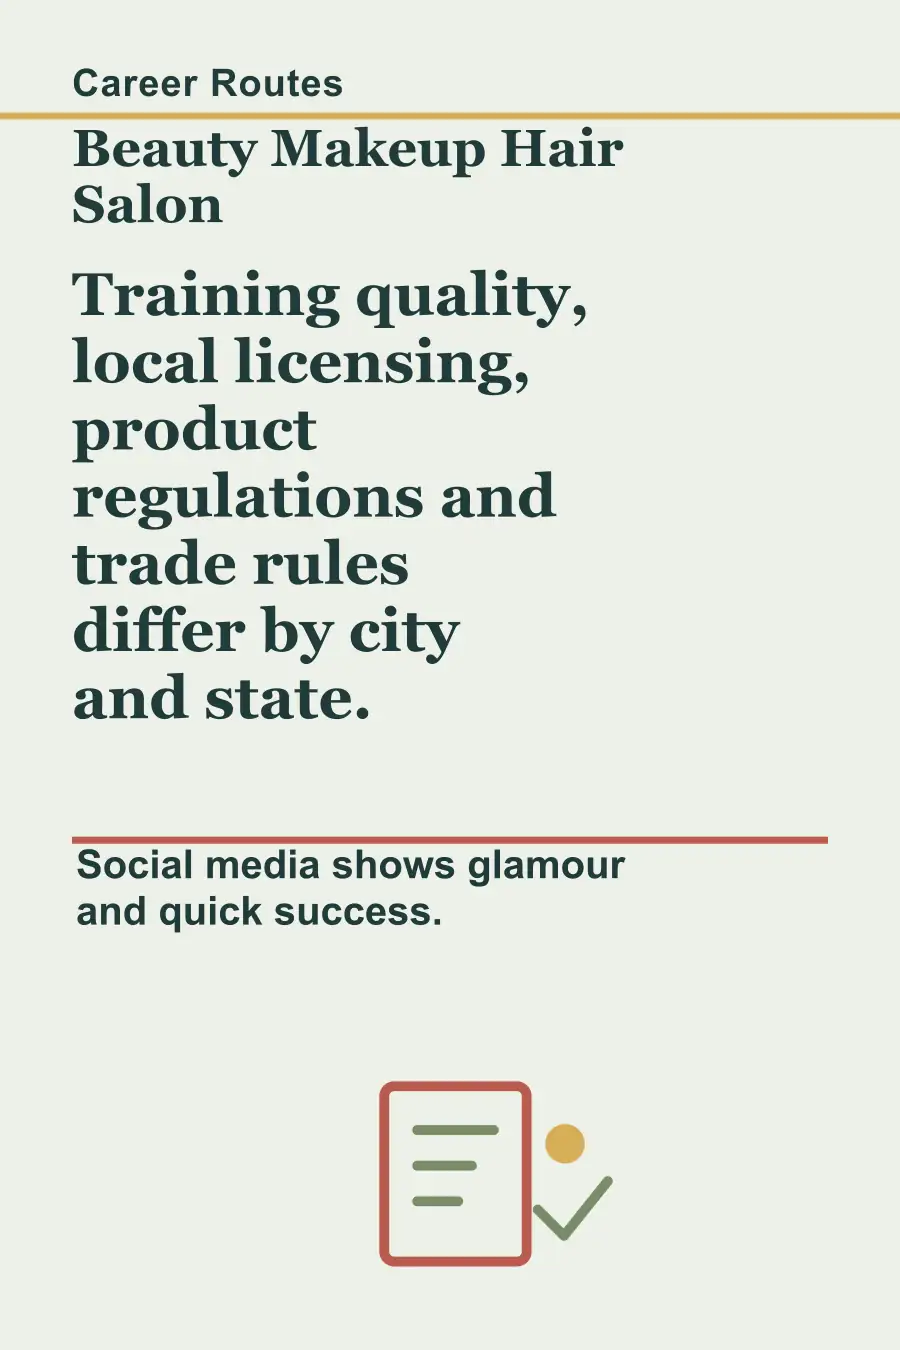 Career Routes
Beauty Makeup Hair
Salon
Training quality,
local licensing,
product
regulations and
trade rules
differ by city
and state.
Social media shows glamour
and quick success.